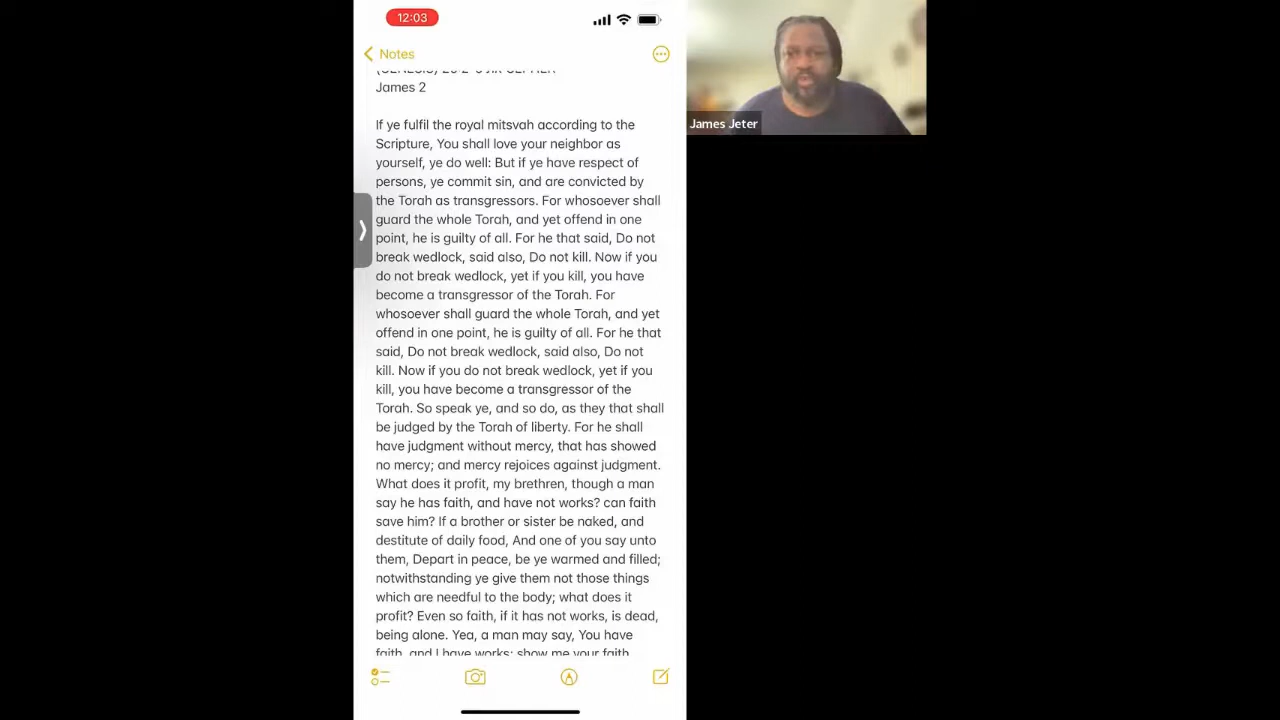 12:03
Notes
James 2
If ye fulfil the royal mitsvah according to the
Scripture, You shall love your neighbor as
yourself, ye do well: But if ye have respect of
persons, ye commit sin, and are convicted by
the Torah as transgressors. For whosoever shall
guard the whole Torah, and yet offend in one
point, he is guilty of all. For he that said, Do not
break wedlock, said also, Do not kill. Now if you
do not break wedlock, yet if you kill, you have
become a transgressor of the Torah. For
whosoever shall guard the whole Torah, and yet
offend in one point, he is guilty of all. For he that
said, Do not break wedlock, said also, Do not
kill. Now if you do not break wedlock, yet if you
kill, you have become a transgressor of the
Torah. So speak ye, and so do, as they that shall
be judged by the Torah of liberty. For he shall
have judgment without mercy, that has showed
no mercy; and mercy rejoices against judgment.
What does it profit, my brethren, though a man
say he has faith, and have not works? can faith
save him? If a brother or sister be naked, and
destitute of daily food, And one of you say unto
them, Depart in peace, be ye warmed and filled;
notwithstanding ye give them not those things
which are needful to the body; what does it
profit? Even so faith, if it has not works, is dead,
being alone. Yea, a man may say, You have
faith, and I have works: show me your faith
James Jeter